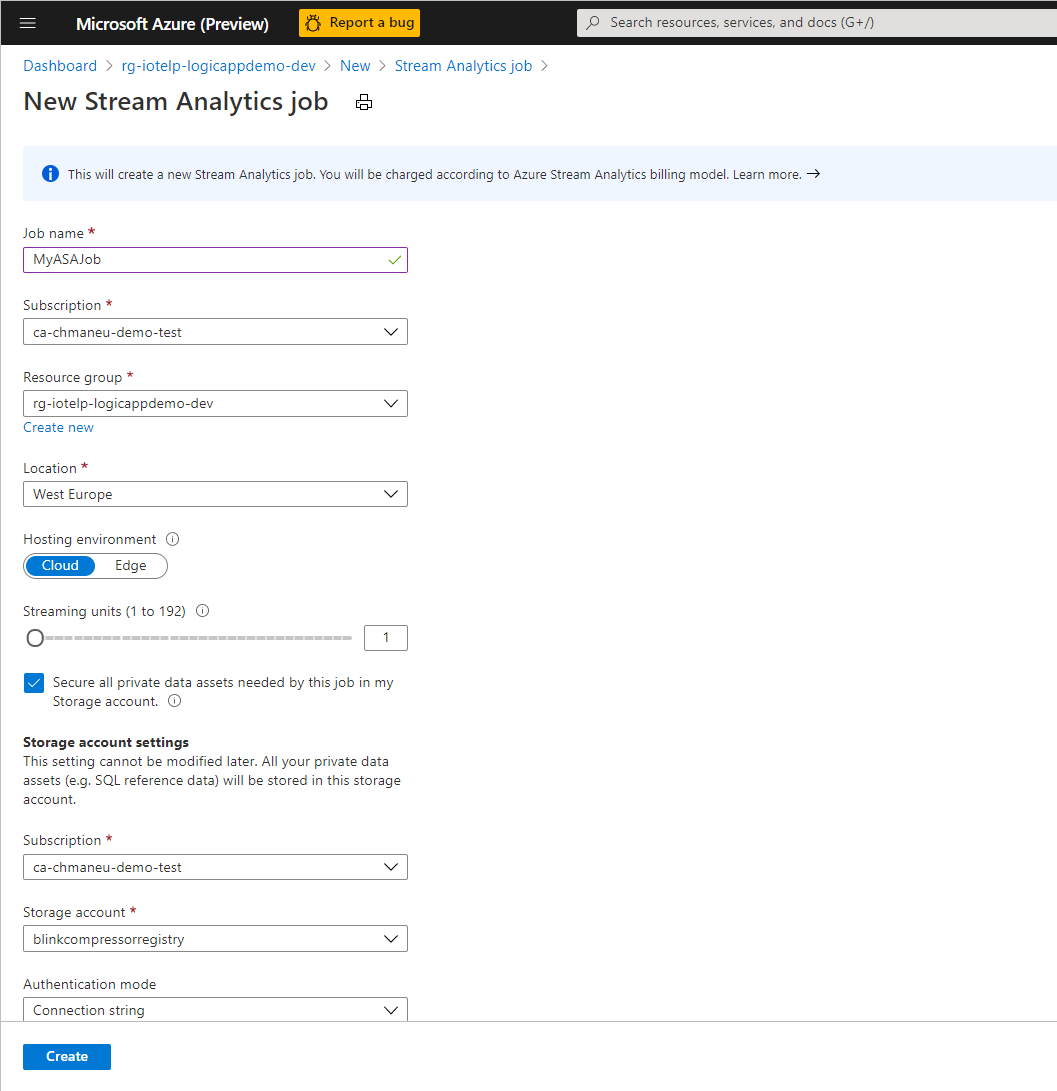 Microsoft Azure (Preview)
Report a bug
Search resources, services, and docs (G+/)
Dashboard > rg-iotelp-logicappdemo-dev > New > Stream Analytics job >
New Stream Analytics job
This will create a new Stream Analytics job. You will be charged according to Azure Stream Analytics billing model. Learn more. →
Job name *
MyASAJob
Subscription *
ca-chmaneu-demo-test
Resource group *
rg-iotelp-logicappdemo-dev
Create new
Location *
West Europe
Hosting environment
Cloud
Edge
Streaming units (1 to 192)
1
Secure all private data assets needed by this job in my
Storage account.
Storage account settings
This setting cannot be modified later. All your private data
assets (e.g. SQL reference data) will be stored in this storage
account.
Subscription *
ca-chmaneu-demo-test
Storage account *
blinkcompressorregistry
Authentication mode
Connection string
Create